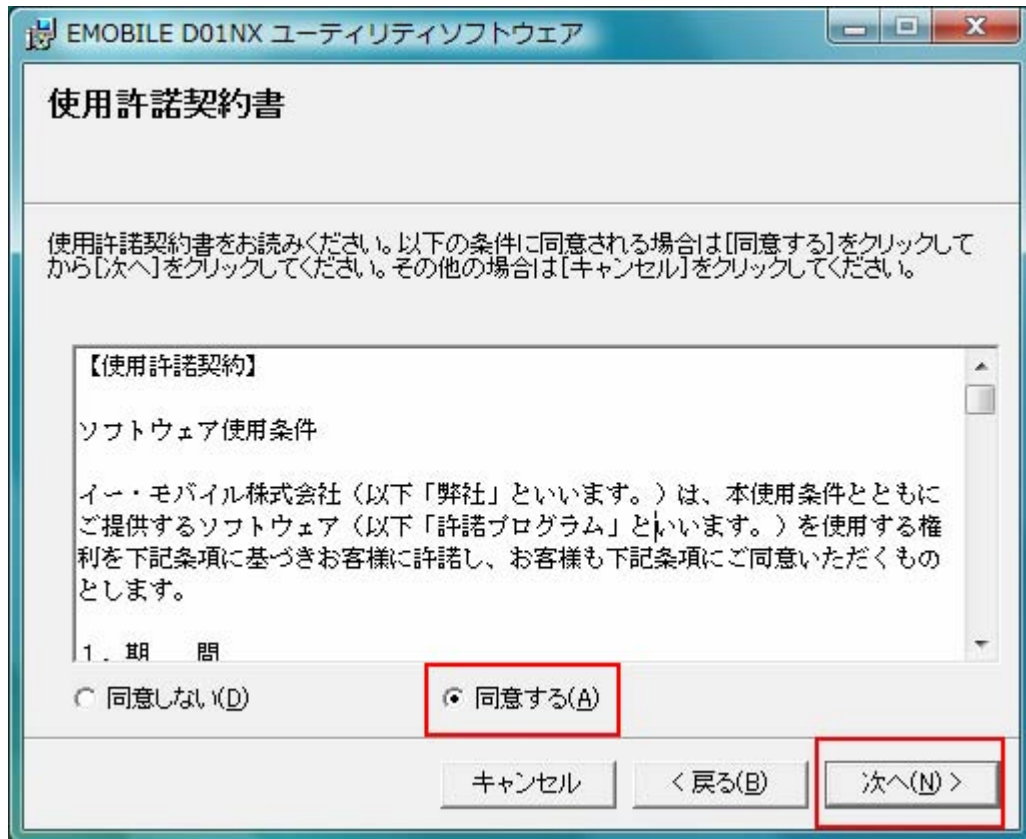 EMOBILE D01NX ユーティリティソフトウェア
使用許諾契約書
使用許諾契約書をお読みください。以下の条件に同意される場合は[同意する]をクリックして
から[次へ]をクリックしてください。その他の場合は[キャンセル]をクリックしてください。
【使用許諾契約】
ソフトウェア使用条件
イー・モバイル株式会社（以下「弊社」といいます。）は、本使用条件とともに
ご提供するソフトウェア（以下「許諾プログラム」といいます。）を使用する権
利を下記条項に基づきお客様に許諾し、お客様も下記条項にご同意いただくもの
とします。
１．期　　間
同意しない(D) 同意する(A)
キャンセル < 戻る(B) 次へ(N) >